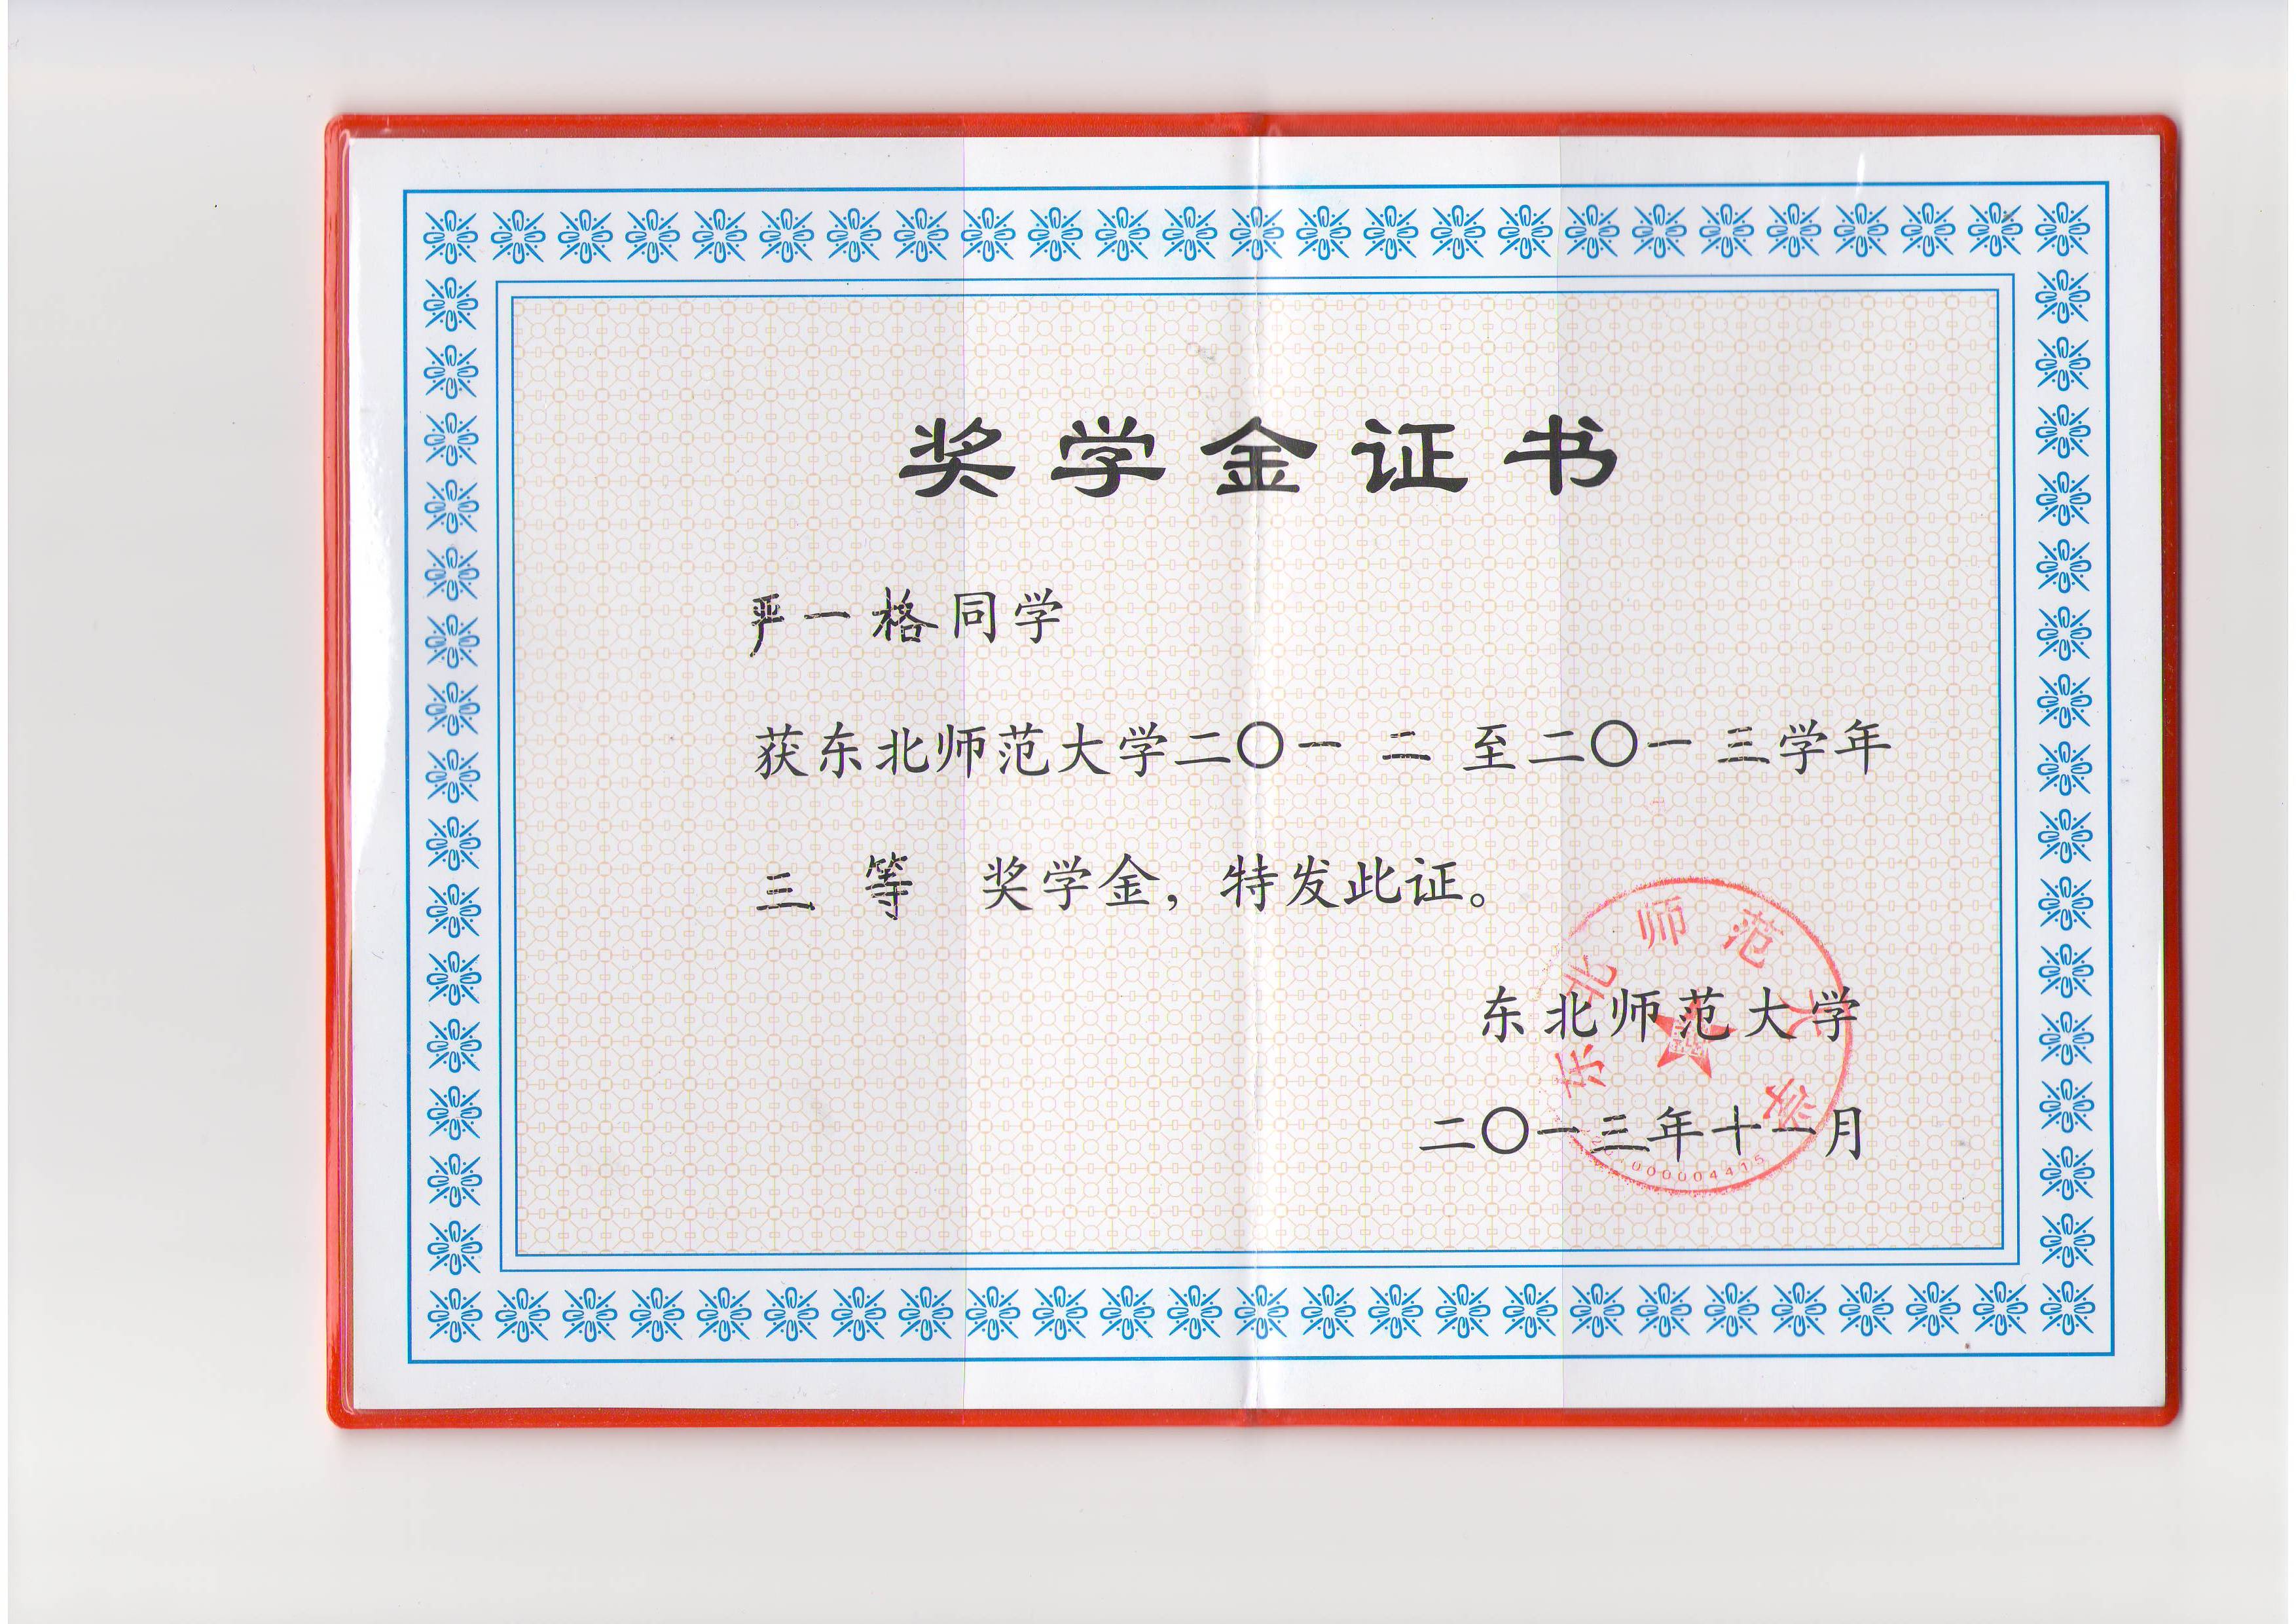 奖学金证书
严一格同学
获东北师范大学二〇一二至二〇一三学年
三等 奖学金，特发此证。
东北师范大学
东北师范大学
二〇一三年十一月
000004415